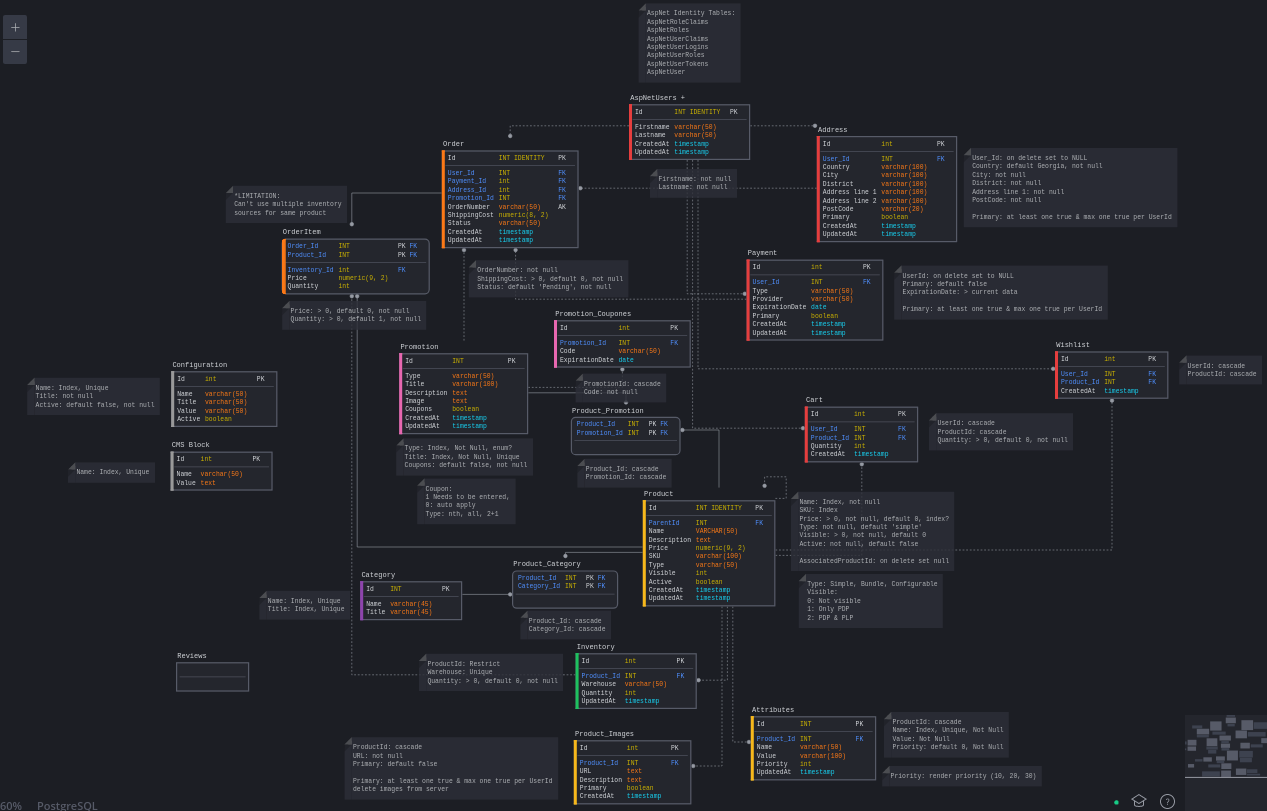 AspNet Identity Tables:
AspNetRoleClaims
AspNetRoles
AspNetUserClaims
AspNetUserLogins
AspNetUserRoles
AspNetUserTokens
AspNetUser
AspNetUsers +
Id INT IDENTITY PK
Firstname varchar(50)
Lastname varchar(50)
CreatedAt timestamp
UpdatedAt timestamp
Firstname: not null
Lastname: not null
Address
Id int PK
User_Id INT FK
Country varchar(100)
City varchar(100)
District varchar(100)
Address line 1 varchar(100)
Address line 2 varchar(100)
PostCode varchar(20)
Primary boolean
CreatedAt timestamp
UpdatedAt timestamp
User_Id: on delete set to NULL
Country: default Georgia, not null
City: not null
District: not null
Address line 1: not null
PostCode: not null
Primary: at least one true & max one true per UserId
Order
Id INT IDENTITY PK
User_Id INT FK
Payment_Id int FK
Address_Id int FK
Promotion_Id INT FK
OrderNumber varchar(50) AK
ShippingCost numeric(8, 2)
Status varchar(50)
CreatedAt timestamp
UpdatedAt timestamp
*LIMITATION:
Can't use multiple inventory
sources for same product
OrderItem
Order_Id INT PK FK
Product_Id INT PK FK
Inventory_Id int FK
Price numeric(9, 2)
Quantity int
Price: > 0, default 0, not null
Quantity: > 0, default 1, not null
OrderNumber: not null
ShippingCost: > 0, default 0, not null
Status: default 'Pending', not null
Payment
Id int PK
User_Id INT FK
Type varchar(50)
Provider varchar(50)
ExpirationDate date
Primary boolean
CreatedAt timestamp
UpdatedAt timestamp
UserId: on delete set to NULL
Primary: default false
ExpirationDate: > current data
Primary: at least one true & max one true per UserId
Promotion_Coupones
Id int PK
Promotion_Id INT FK
Code varchar(50)
ExpirationDate date
PromotionId: cascade
Code: not null
Promotion
Id INT PK
Type varchar(50)
Title varchar(100)
Description text
Image text
Coupons boolean
CreatedAt timestamp
UpdatedAt timestamp
Type: Index, Not Null, enum?
Title: Index, Not Null, Unique
Coupons: default false, not null
Coupon:
1 Needs to be entered,
0: auto apply
Type: nth, all, 2+1
Product_Promotion
Product_Id INT PK FK
Promotion_Id INT PK FK
Product_Id: cascade
Promotion_Id: cascade
Wishlist
Id int PK
User_Id INT FK
Product_Id INT FK
CreatedAt timestamp
UserId: cascade
ProductId: cascade
Cart
Id int PK
User_Id INT FK
Product_Id INT FK
Quantity int
CreatedAt timestamp
UserId: cascade
ProductId: cascade
Quantity: > 0, default 0, not null
Configuration
Id int PK
Name varchar(50)
Title varchar(50)
Value varchar(50)
Active boolean
Name: Index, Unique
Title: not null
Active: default false, not null
CMS Block
Id int PK
Name varchar(50)
Value text
Name: Index, Unique
Product
Id INT IDENTITY PK
ParentId INT FK
Name VARCHAR(50)
Description text
Price numeric(9, 2)
SKU varchar(100)
Type varchar(50)
Visible int
Active boolean
CreatedAt timestamp
UpdatedAt timestamp
Name: Index, not null
SKU: Index
Price: > 0, not null, default 0, index?
Type: not null, default 'simple'
Visible: > 0, not null, default 0
Active: not null, default false
AssociatedProductId: on delete set null
Type: Simple, Bundle, Configurable
Visible:
0: Not visible
1: Only PDP
2: PDP & PLP
Product_Category
Product_Id INT PK FK
Category_Id INT PK FK
Product_Id: cascade
Category_Id: cascade
Category
Id INT PK
Name varchar(45)
Title varchar(45)
Name: Index, Unique
Title: Index, Unique
Reviews
Inventory
Id int PK
Product_Id INT FK
Warehouse varchar(50)
Quantity int
UpdatedAt timestamp
ProductId: Restrict
Warehouse: Unique
Quantity: > 0, default 0, not null
Attributes
Id INT PK
Product_Id INT FK
Name varchar(50)
Value varchar(100)
Priority int
UpdatedAt timestamp
ProductId: cascade
Name: Index, Unique, Not Null
Value: Not Null
Priority: default 0, Not Null
Priority: render priority (10, 20, 30)
Product_Images
Id int PK
Product_Id INT FK
URL text
Description text
Primary boolean
CreatedAt timestamp
ProductId: cascade
URL: not null
Primary: default false
Primary: at least one true & max one true per UserId
delete images from server
60% PostgreSQL